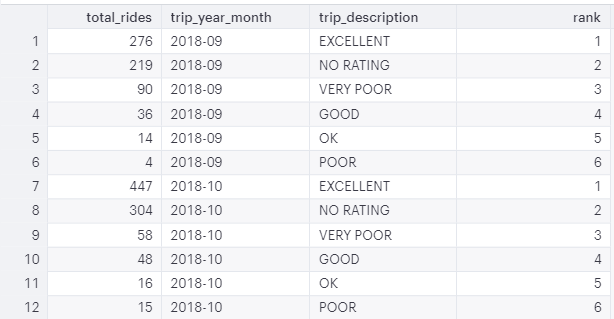 total_rides trip_year_month trip_description rank
1 276 2018-09 EXCELLENT 1
2 219 2018-09 NO RATING 2
3 90 2018-09 VERY POOR 3
4 36 2018-09 GOOD 4
5 14 2018-09 OK 5
6 4 2018-09 POOR 6
7 447 2018-10 EXCELLENT 1
8 304 2018-10 NO RATING 2
9 58 2018-10 VERY POOR 3
10 48 2018-10 GOOD 4
11 16 2018-10 OK 5
12 15 2018-10 POOR 6